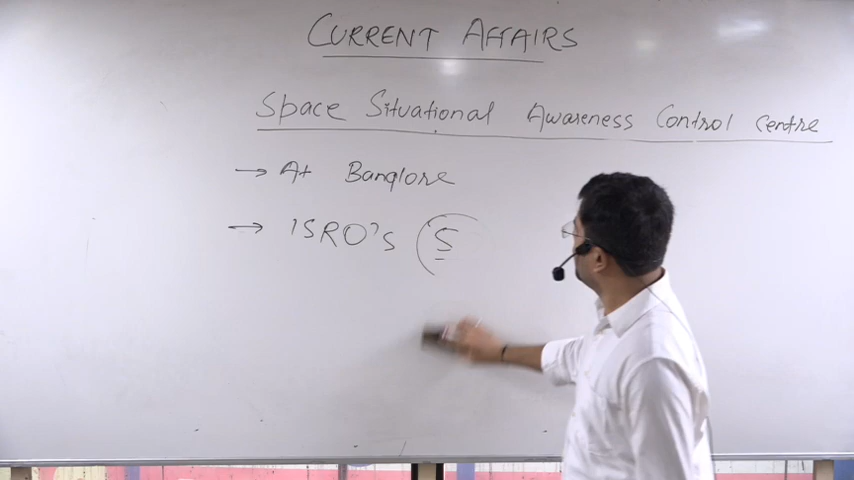 CURRENT AFFAIRS
Space Situational Awareness Control Centre
→ At Banglore
→ ISRO's S